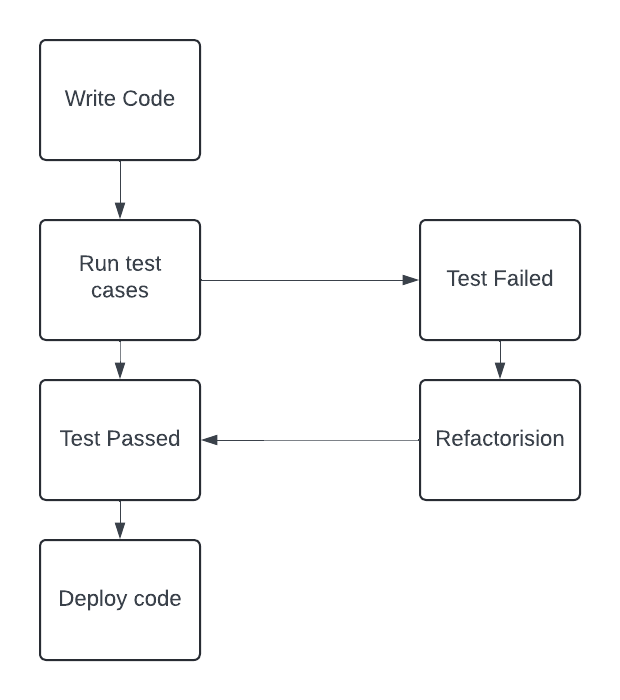 Write Code
Run test
cases
Test Failed
Test Passed
Refactorision
Deploy code